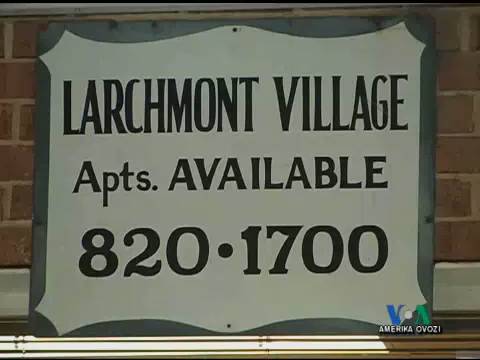 LARCHMONT VILLAGE
Apts. AVAILABLE
820•1700
VOA
AMERIKA OVOZI